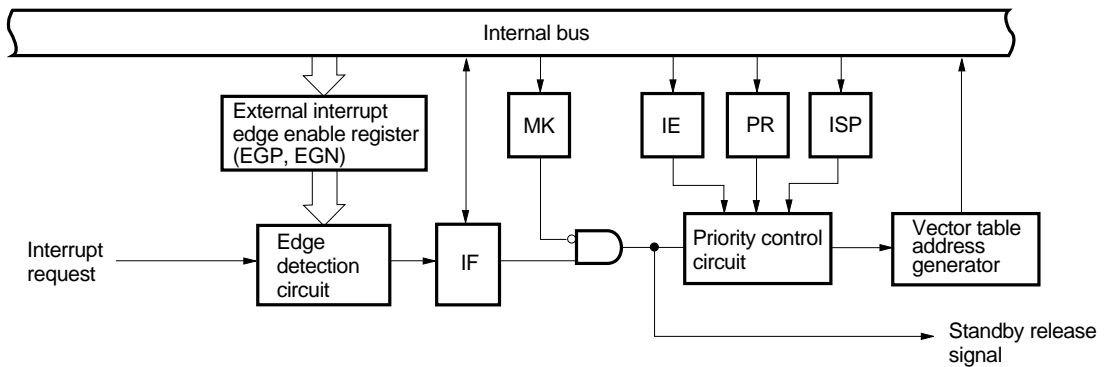 Internal bus
External interrupt
edge enable register
(EGP, EGN)
MK
IE
PR
ISP
Interrupt
request
Edge
detection
circuit
IF
Priority control
circuit
Vector table
address
generator
Standby release
signal